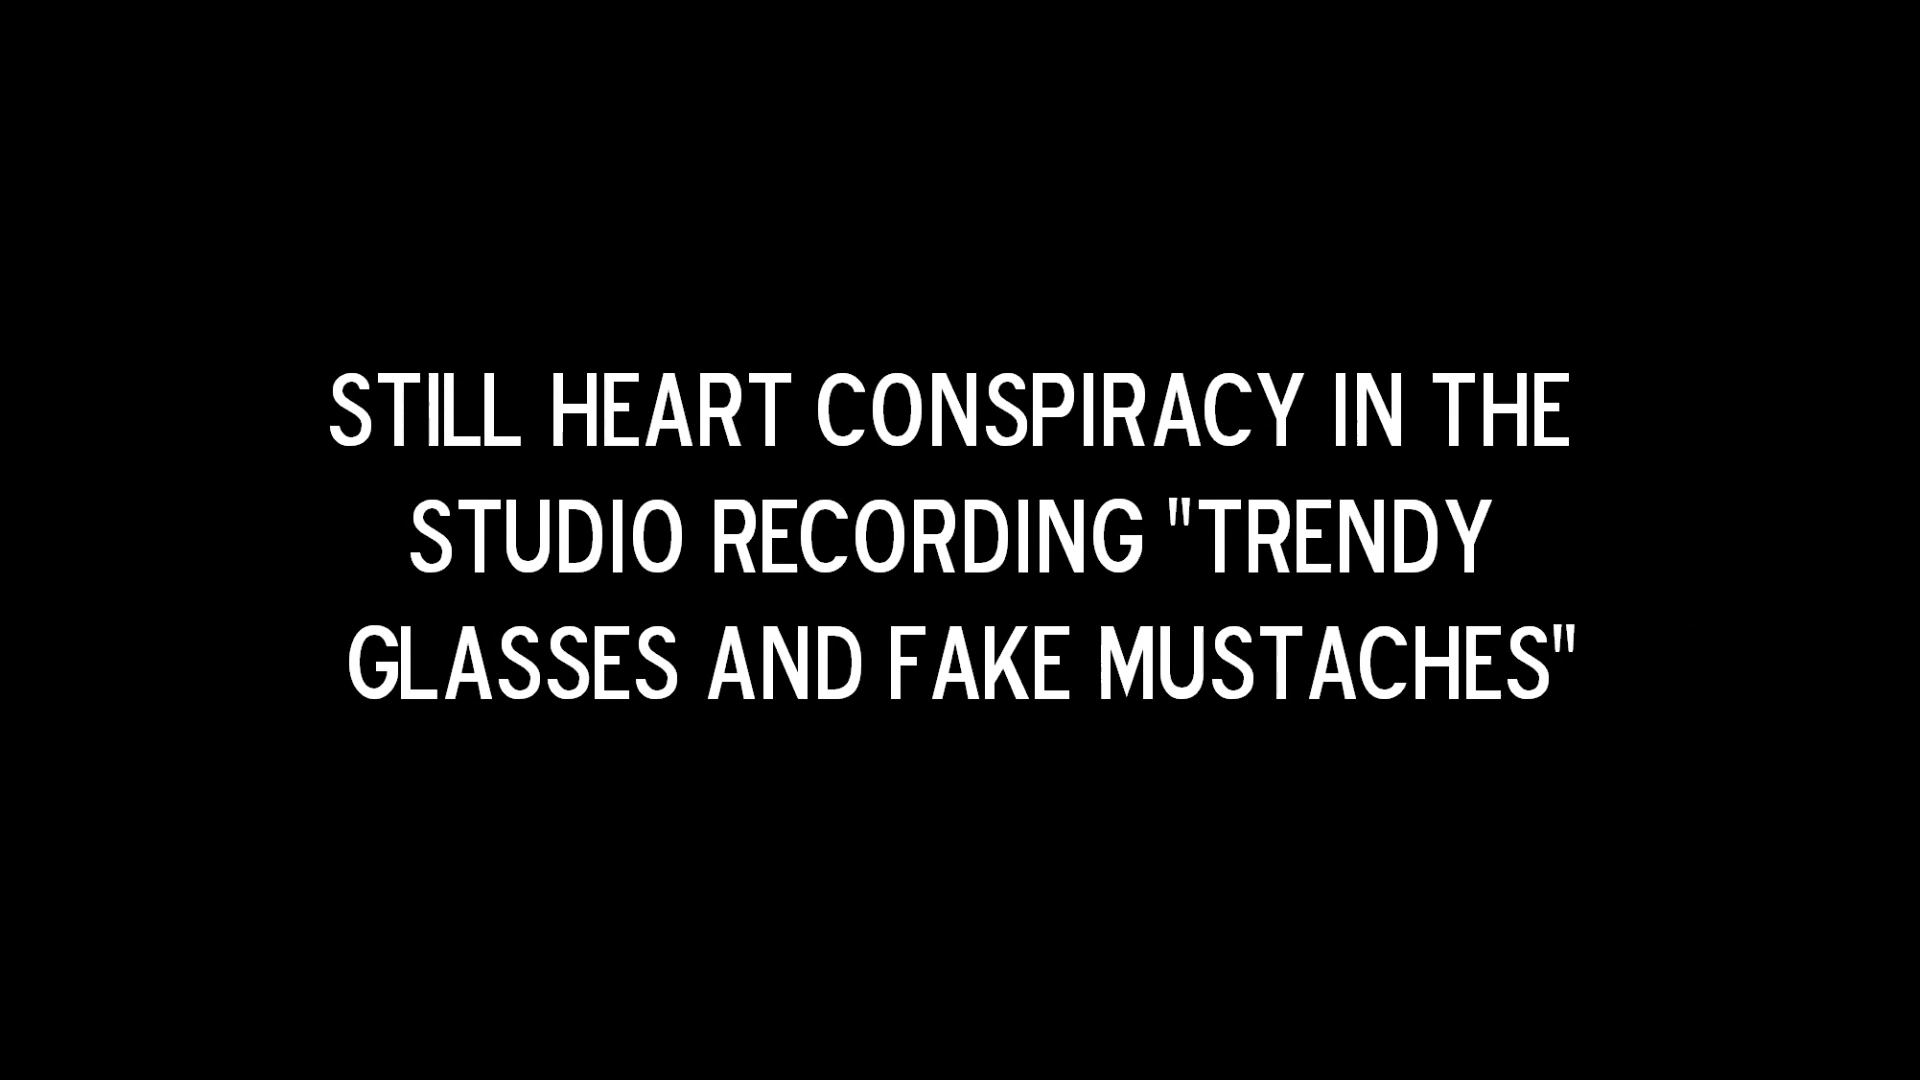 STILL HEART CONSPIRACY IN THE
STUDIO RECORDING "TRENDY
GLASSES AND FAKE MUSTACHES"